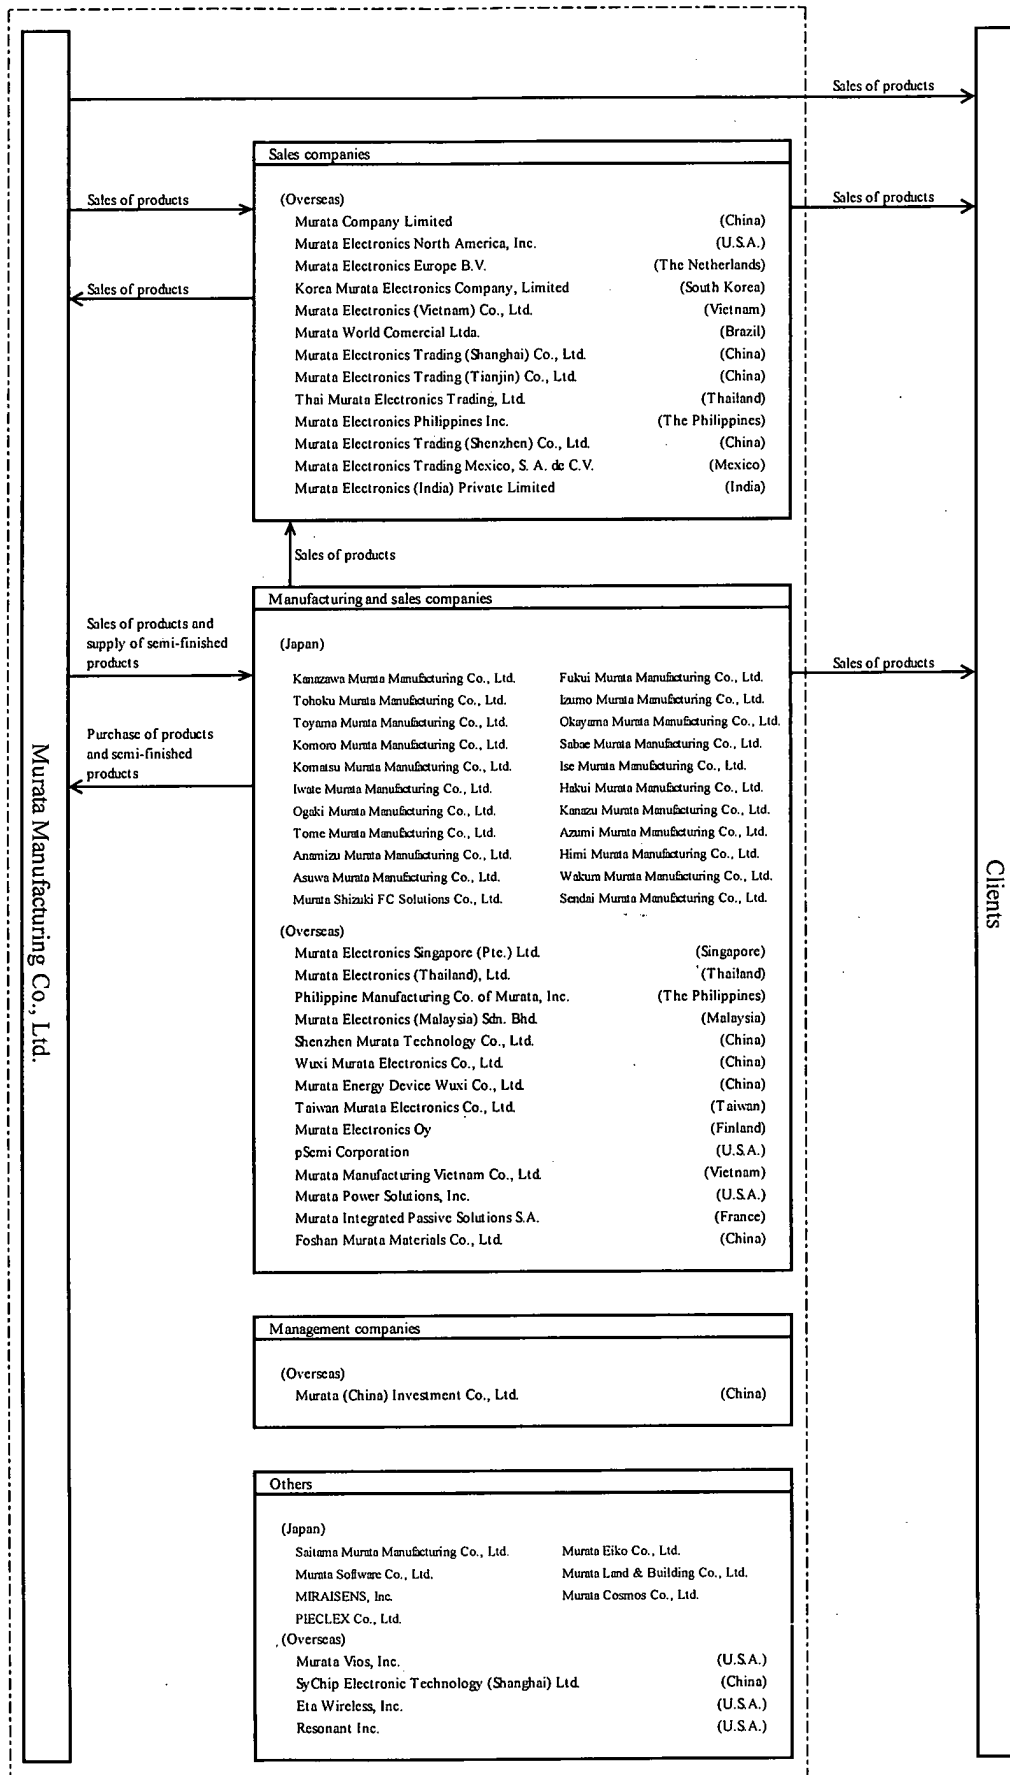 Sales of products
Sales companies
(Overseas)
Sales of products
Sales of products
Murata Company Limited (China)
Murata Electronics North America, Inc. (U.S.A.)
Murata Electronics Europe B.V. (The Netherlands)
Sales of products
Korea Murata Electronics Company, Limited (South Korea)
Murata Electronics (Vietnam) Co., Ltd. (Vietnam)
Murata World Comercial Ltda. (Brazil)
Murata Electronics Trading (Shanghai) Co., Ltd. (China)
Murata Electronics Trading (Tianjin) Co., Ltd. (China)
Thai Murata Electronics Trading, Ltd. (Thailand)
Murata Electronics Philippines Inc. (The Philippines)
Murata Electronics Trading (Shenzhen) Co., Ltd. (China)
Murata Electronics Trading Mexico, S. A. de C.V. (Mexico)
Murata Electronics (India) Private Limited (India)
Sales of products
Manufacturing and sales companies
Sales of products and
supply of semi-finished
products
(Japan)
Sales of products
Kanazawa Murata Manufacturing Co., Ltd. Fukui Murata Manufacturing Co., Ltd.
Tohoku Murata Manufacturing Co., Ltd. Izumo Murata Manufacturing Co., Ltd.
Toyama Murata Manufacturing Co., Ltd. Okayama Murata Manufacturing Co., Ltd.
Purchase of products
and semi-finished
products
Komoro Murata Manufacturing Co., Ltd. Sabae Murata Manufacturing Co., Ltd.
Komatsu Murata Manufacturing Co., Ltd. Ise Murata Manufacturing Co., Ltd.
Iwate Murata Manufacturing Co., Ltd. Hakui Murata Manufacturing Co., Ltd.
Ogaki Murata Manufacturing Co., Ltd. Kanazu Murata Manufacturing Co., Ltd.
Tome Murata Manufacturing Co., Ltd. Azumi Murata Manufacturing Co., Ltd.
Anamizu Murata Manufacturing Co., Ltd. Himi Murata Manufacturing Co., Ltd.
Asuwa Murata Manufacturing Co., Ltd. Wakura Murata Manufacturing Co., Ltd.
Murata Shizuki FC Solutions Co., Ltd. Sendai Murata Manufacturing Co., Ltd.
Murata Manufacturing Co., Ltd.
Clients
(Overseas)
Murata Electronics Singapore (Pte.) Ltd. (Singapore)
Murata Electronics (Thailand), Ltd. (Thailand)
Philippine Manufacturing Co. of Murata, Inc. (The Philippines)
Murata Electronics (Malaysia) Sdn. Bhd. (Malaysia)
Shenzhen Murata Technology Co., Ltd. (China)
Wuxi Murata Electronics Co., Ltd. (China)
Murata Energy Device Wuxi Co., Ltd. (China)
Taiwan Murata Electronics Co., Ltd. (Taiwan)
Murata Electronics Oy (Finland)
pSemi Corporation (U.S.A.)
Murata Manufacturing Vietnam Co., Ltd. (Vietnam)
Murata Power Solutions, Inc. (U.S.A.)
Murata Integrated Passive Solutions S.A. (France)
Foshan Murata Materials Co., Ltd. (China)
Management companies
(Overseas)
Murata (China) Investment Co., Ltd. (China)
Others
(Japan)
Saitama Murata Manufacturing Co., Ltd. Murata Eiko Co., Ltd.
Murata Software Co., Ltd. Murata Land & Building Co., Ltd.
MIRAISENS, Inc. Murata Cosmos Co., Ltd.
PIECLEX Co., Ltd.
(Overseas)
Murata Vios, Inc. (U.S.A.)
SyChip Electronic Technology (Shanghai) Ltd. (China)
Eta Wireless, Inc. (U.S.A.)
Resonant Inc. (U.S.A.)